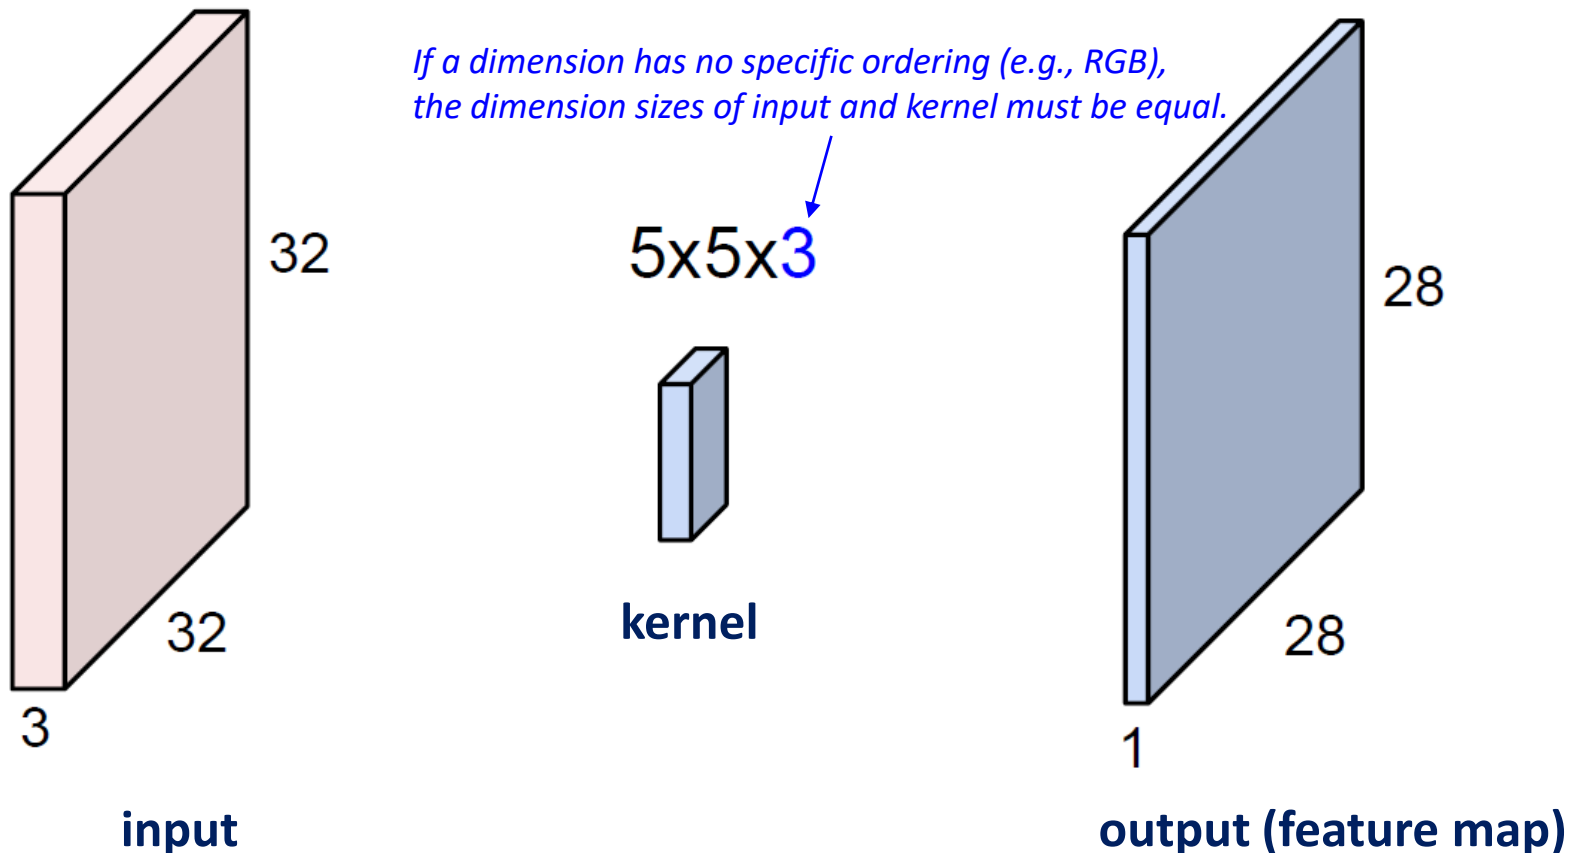 If a dimension has no specific ordering (e.g., RGB),
the dimension sizes of input and kernel must be equal.
32
32
3
input
5x5x3
kernel
28
28
1
output (feature map)